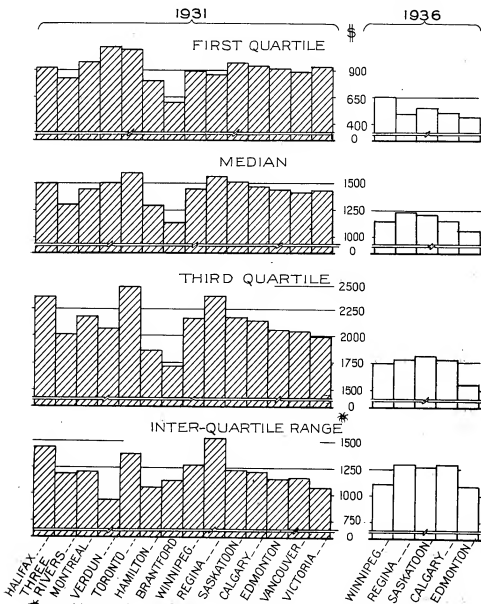 1931
1936
$
FIRST QUARTILE
900
650
400
0
MEDIAN
1500
1250
1000
0
THIRD QUARTILE
2500
2250
2000
1750
1500
0
*
INTER-QUARTILE RANGE
1500
1250
1000
750
0
HALIFAX
THREE
RIVERS
MONTREAL
VERDUN
TORONTO
HAMILTON
BRANTFORD
WINNIPEG
REGINA
SASKATOON
CALGARY
EDMONTON
VANCOUVER
VICTORIA
WINNIPEG
REGINA
SASKATOON
CALGARY
EDMONTON
*